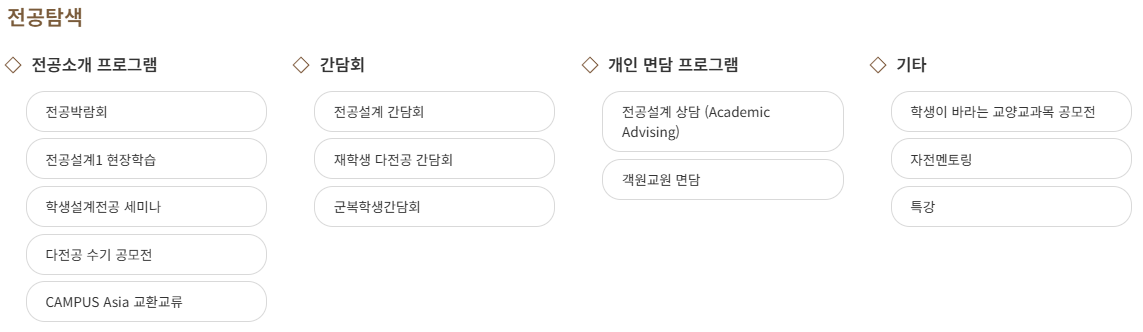 전공탐색
전공소개 프로그램
전공박람회
전공설계1 현장학습
학생설계전공 세미나
다전공 수기 공모전
CAMPUS Asia 교환교류
간담회
전공설계 간담회
재학생 다전공 간담회
군복학생간담회
개인 면담 프로그램
전공설계 상담 (Academic
Advising)
객원교원 면담
기타
학생이 바라는 교양교과목 공모전
자전멘토링
특강